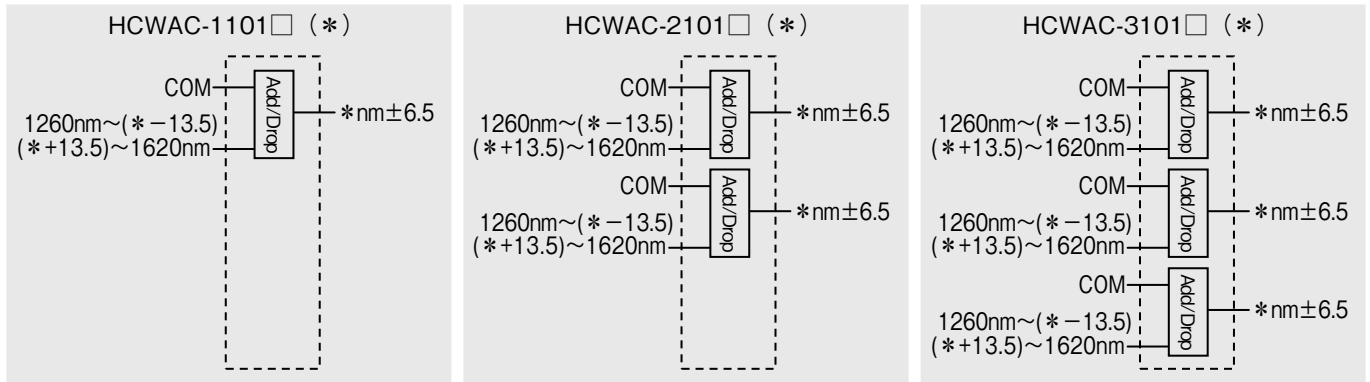 HCWAC-1101□ (*)
COM
Add/Drop
*nm±6.5
1260nm~(*-13.5)
(*+13.5)~1620nm
HCWAC-2101□ (*)
COM
Add/Drop
*nm±6.5
1260nm~(*-13.5)
(*+13.5)~1620nm
COM
Add/Drop
*nm±6.5
1260nm~(*-13.5)
(*+13.5)~1620nm
HCWAC-3101□ (*)
COM
Add/Drop
*nm±6.5
1260nm~(*-13.5)
(*+13.5)~1620nm
COM
Add/Drop
*nm±6.5
1260nm~(*-13.5)
(*+13.5)~1620nm
COM
Add/Drop
*nm±6.5
1260nm~(*-13.5)
(*+13.5)~1620nm